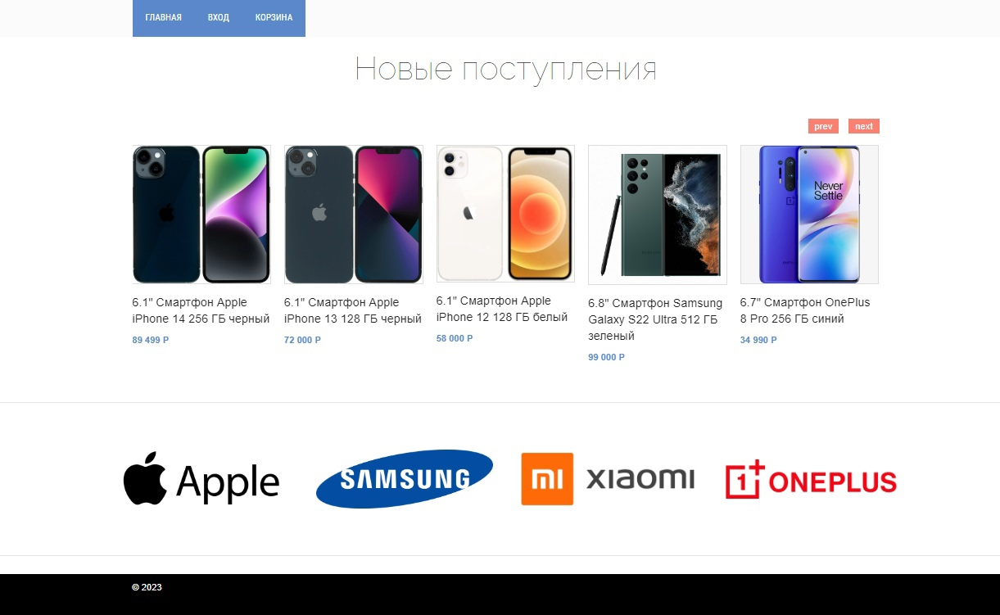 ГЛАВНАЯ ВХОД КОРЗИНА
Новые поступления
prev next
Never
Settle
6.1" Смартфон Apple
iPhone 14 256 ГБ черный
89 499 Р
6.1" Смартфон Apple
iPhone 13 128 ГБ черный
72 000 Р
6.1" Смартфон Apple
iPhone 12 128 ГБ белый
58 000 Р
6.8" Смартфон Samsung
Galaxy S22 Ultra 512 ГБ
зеленый
99 000 Р
6.7" Смартфон OnePlus
8 Pro 256 ГБ синий
34 990 Р
Apple
SAMSUNG
mi xiaomi
1+ ONEPLUS
© 2023